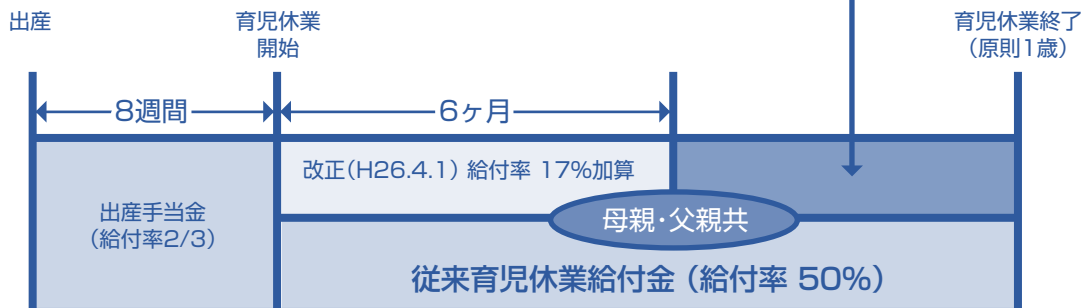 出産
育児休業
開始
育児休業終了
（原則1歳）
8週間
6ヶ月
改正（H26.4.1） 給付率 17%加算
出産手当金
（給付率2/3）
母親・父親共
従来育児休業給付金（給付率 50%）